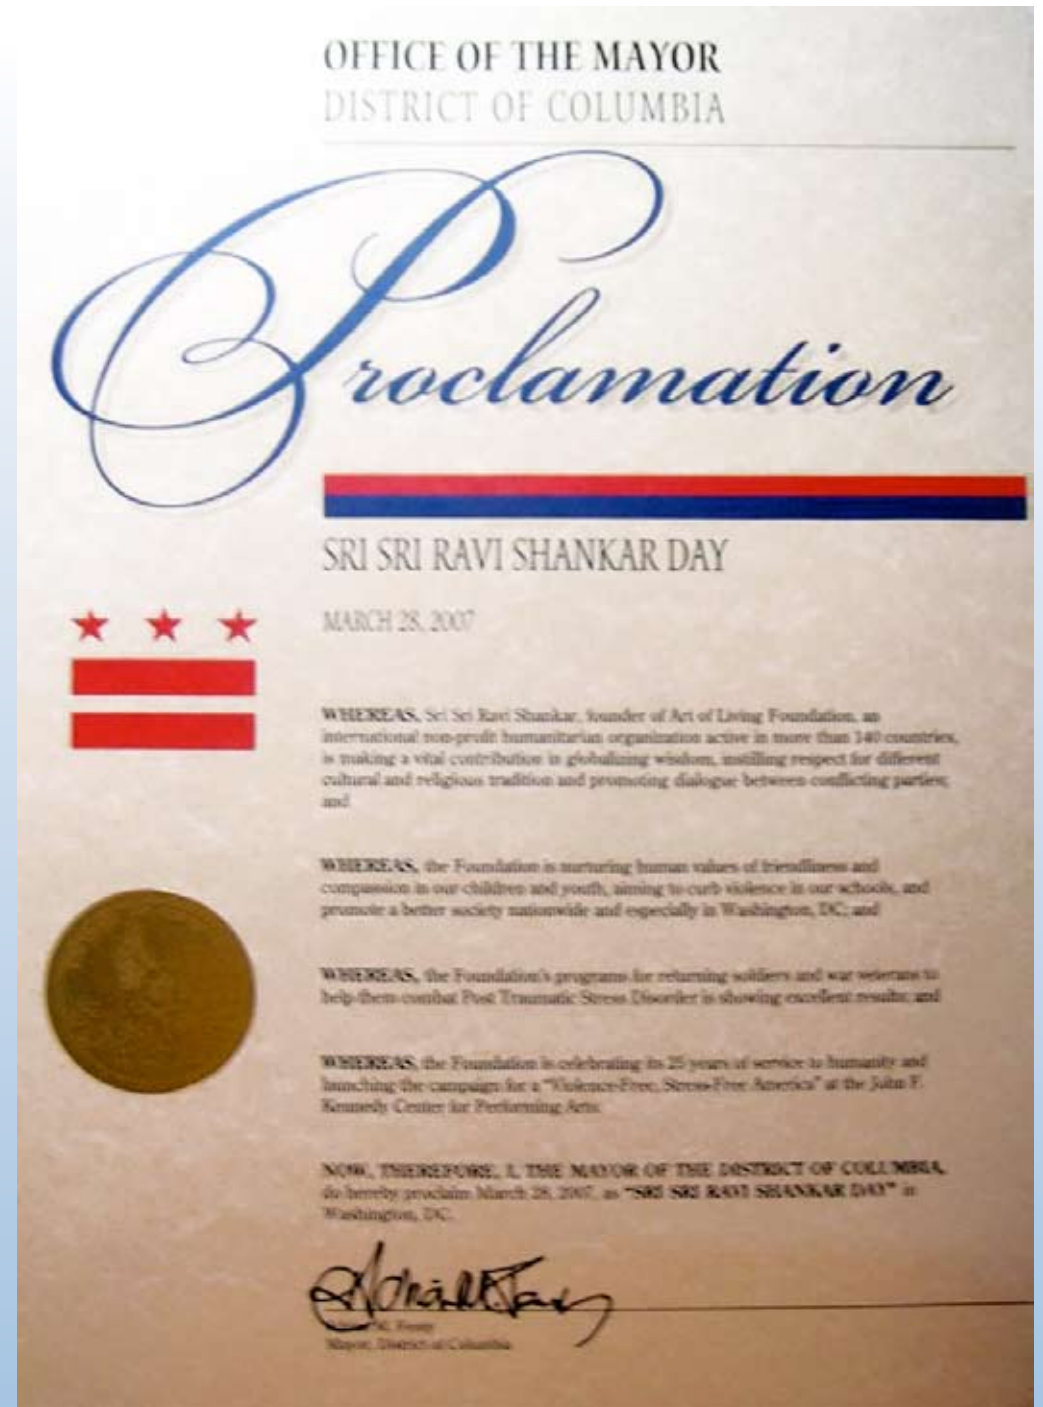 OFFICE OF THE MAYOR
DISTRICT OF COLUMBIA
Proclamation
SRI SRI RAVI SHANKAR DAY
MARCH 28, 2007
WHEREAS, Sri Sri Ravi Shankar, founder of Art of Living Foundation, an
international non-profit humanitarian organization active in more than 140 countries,
is making a vital contribution in globalizing wisdom, instilling respect for different
cultural and religious tradition and promoting dialogue between conflicting parties;
and
WHEREAS, the Foundation is nurturing human values of friendliness and
compassion in our children and youth, aiming to curb violence in our schools, and
promote a better society nationwide and especially in Washington, DC; and
WHEREAS, the Foundation's programs for returning soldiers and war veterans to
help them combat Post Traumatic Stress Disorder is showing excellent results; and
WHEREAS, the Foundation is celebrating its 25 years of service to humanity and
launching the campaign for a "Violence-Free, Stress-Free America" at the John F.
Kennedy Center for Performing Arts;
NOW, THEREFORE, I, THE MAYOR OF THE DISTRICT OF COLUMBIA,
do hereby proclaim March 28, 2007, as "SRI SRI RAVI SHANKAR DAY" in
Washington, DC.
M. Fenty
Mayor, District of Columbia